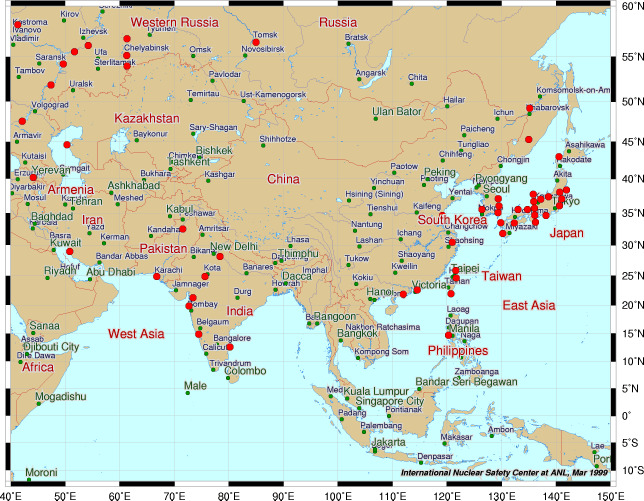 Kostroma
Kirov
Berezniki
Western Russia
Russia
60°N
Ivanovo
Vladimir
Izhevsk
Tyumen
Tomsk
Bratsk
Chelyabinsk
Saransk
Ufa
Omsk
Novosibirsk
55°N
Sterlitamak
Tambov
Angarsk
Chita
Uralsk
Pavlodar
Komsomolsk-on-Am
Volgograd
Temirtau
Ust-Kamenogorsk
Hailar
Khabarovsk
50°N
Kazakhstan
Ulan Bator
Ichun
Armavir
Baykonur
Sary-Shagan
Paicheng
Asahikawa
45°N
Kutaisi
Chimkent
Bishkek
Shihhotze
Tungliao
Hakodate
Tashkent
Chihfeng
Chongjin
Yerevan
Sumgait
Bukhara
Kashgar
China
Paotow
Peking
Pyongyang
Akita
40°N
Erzurum
Armenia
Ashkhabad
Yinchuan
Paoting
Seoul
Diyarbakir
Mosul
Tehran
Meshed
Hsining (Sining)
Yentai
Tokyo
Baghdad
Iran
Kabul
Peshawar
Tienshui
Kaifeng
South Korea
35°N
Yazd
Kandahar
Nantung
Changchow
Miyazaki
Japan
Basra
Kerman
Amritsar
Lashan
Ichang
Shaohsing
Kuwait
Pakistan
New Delhi
Lhasa
30°N
Bandar Abbas
Bikaner
Thimphu
Tukow
Shaoyang
Riyadh
Hofuf
Abu Dhabi
Karachi
Kota
Banares
Imphal
Kweilin
Taipei
Taiwan
25°N
Jamnager
Dacca
Kokiu
Victoria
Howrah
Hanoi
Bombay
Durg
India
East Asia
20°N
West Asia
Belgaum
Rangoon
Laoag
Sanaa
Nakhon Ratchasima
Dagupan
Manila
15°N
Assab
Bangalore
Bangkok
Naga
Djibouti City
Calicut
Kompong Som
Philippines
Dire Dawa
Trivandrum
10°N
Africa
Colombo
Zamboanga
Male
Kuala Lumpur
Bandar Seri Begawan
5°N
Mogadishu
Singapore City
Padang
Pontianak
0°N
Palembang
Makasar
Ambon
5°S
Jakarta
Lae
Denpasar
Port
Moroni
International Nuclear Safety Center at ANL, Mar 1999
10°S
40°E
50°E
60°E
70°E
80°E
90°E
100°E
110°E
120°E
130°E
140°E
150°E